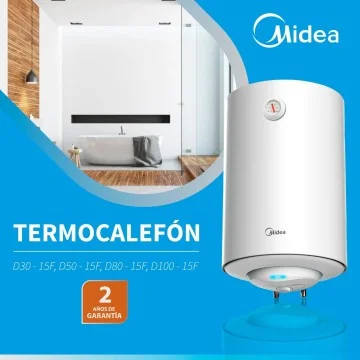 Midea
TERMOCALEFÓN
D30 - 15F, D50 - 15F, D80 - 15F, D100 - 15F
2
AÑOS DE
GARANTÍA
Midea